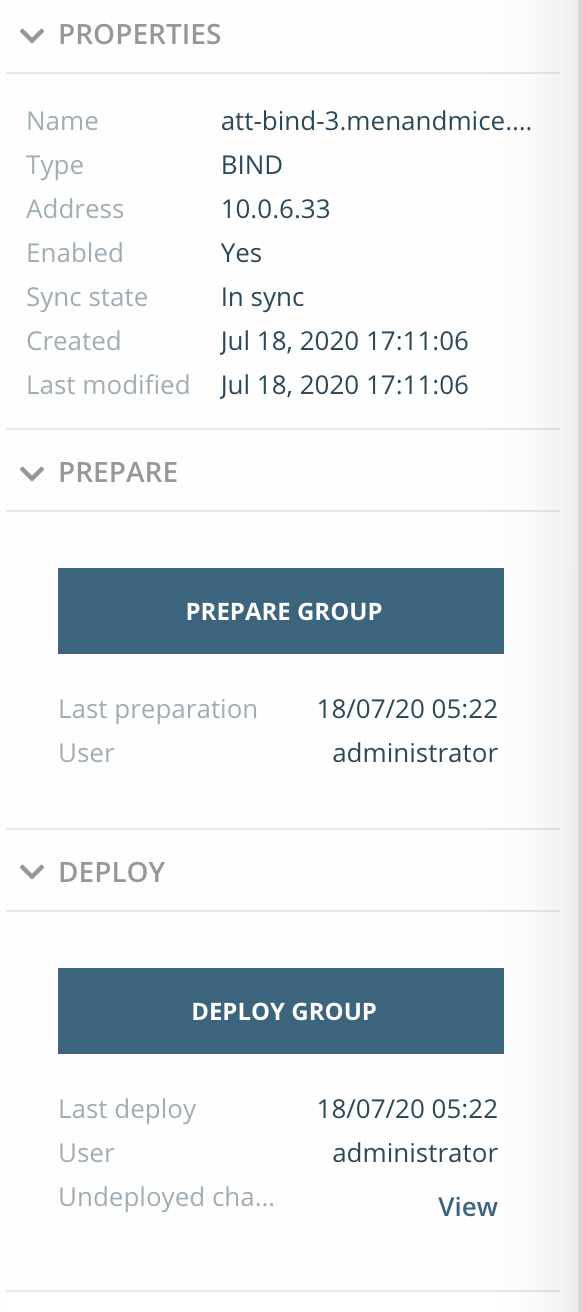 PROPERTIES
Name att-bind-3.menandmice....
Type BIND
Address 10.0.6.33
Enabled Yes
Sync state In sync
Created Jul 18, 2020 17:11:06
Last modified Jul 18, 2020 17:11:06
PREPARE
PREPARE GROUP
Last preparation 18/07/20 05:22
User administrator
DEPLOY
DEPLOY GROUP
Last deploy 18/07/20 05:22
User administrator
Undeployed cha... View